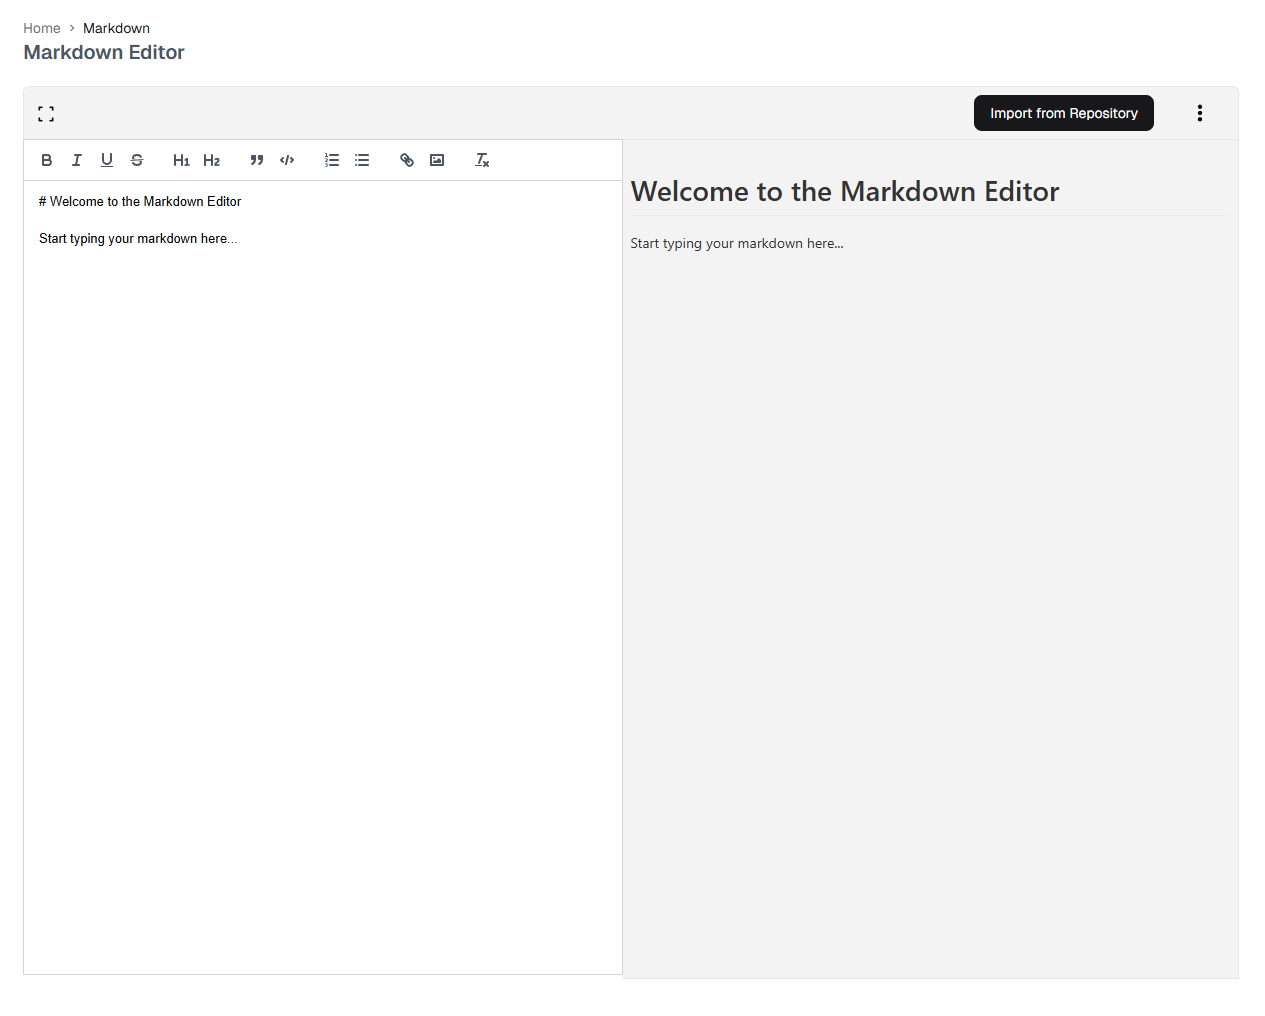 Home > Markdown
Markdown Editor
Import from Repository
B I U S H1 H2
# Welcome to the Markdown Editor
Start typing your markdown here...
Welcome to the Markdown Editor
Start typing your markdown here...